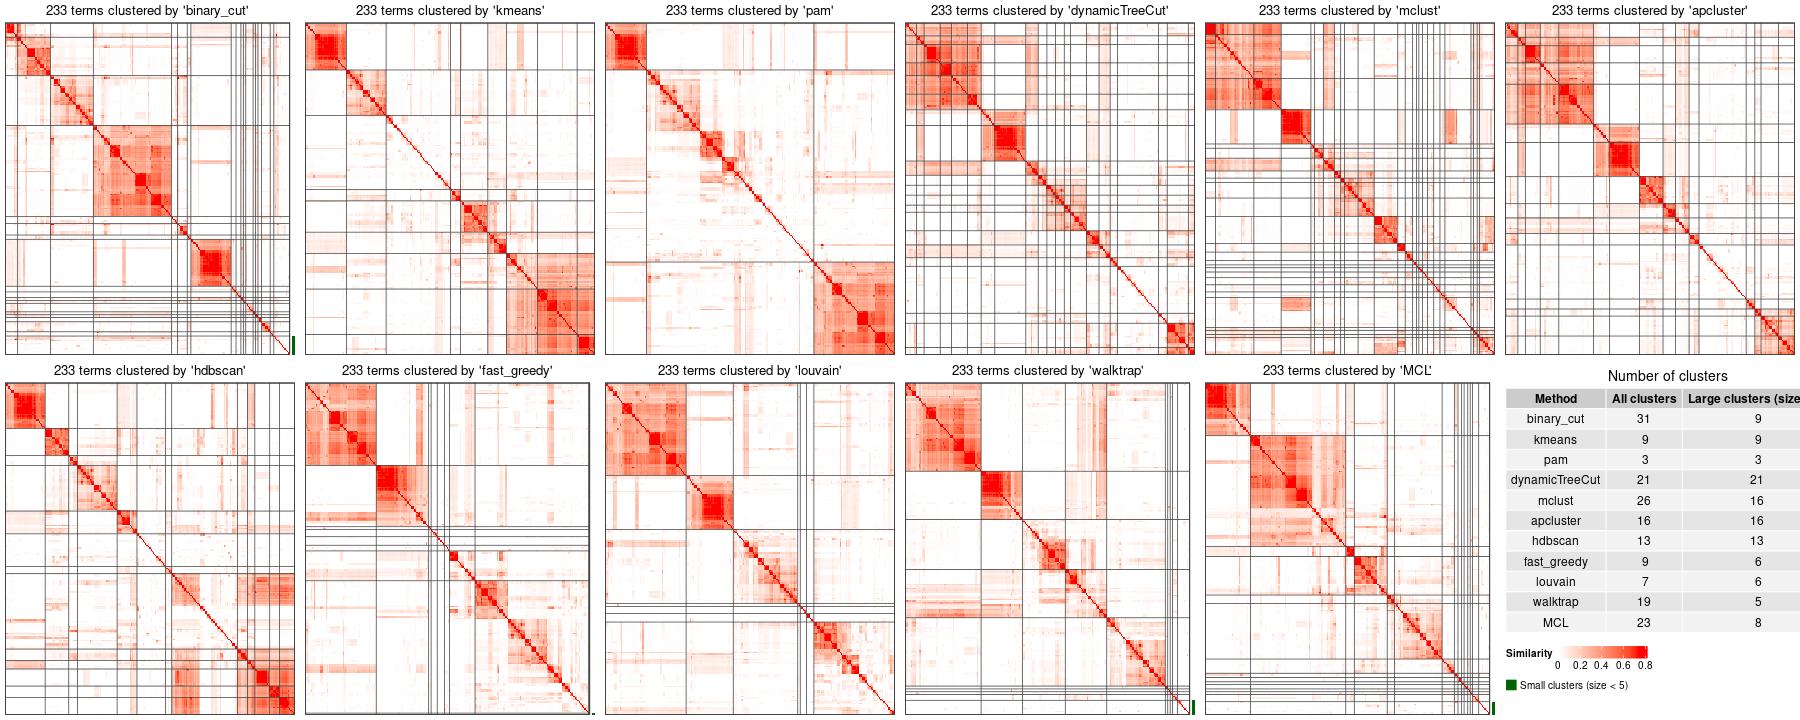 233 terms clustered by 'binary_cut'
233 terms clustered by 'kmeans'
233 terms clustered by 'pam'
233 terms clustered by 'dynamicTreeCut'
233 terms clustered by 'mclust'
233 terms clustered by 'apcluster'
233 terms clustered by 'hdbscan'
233 terms clustered by 'fast_greedy'
233 terms clustered by 'louvain'
233 terms clustered by 'walktrap'
233 terms clustered by 'MCL'
Number of clusters
Method All clusters Large clusters (size
binary_cut 31 9
kmeans 9 9
pam 3 3
dynamicTreeCut 21 21
mclust 26 16
apcluster 16 16
hdbscan 13 13
fast_greedy 9 6
louvain 7 6
walktrap 19 5
MCL 23 8
Similarity
0 0.2 0.4 0.6 0.8
Small clusters (size < 5)